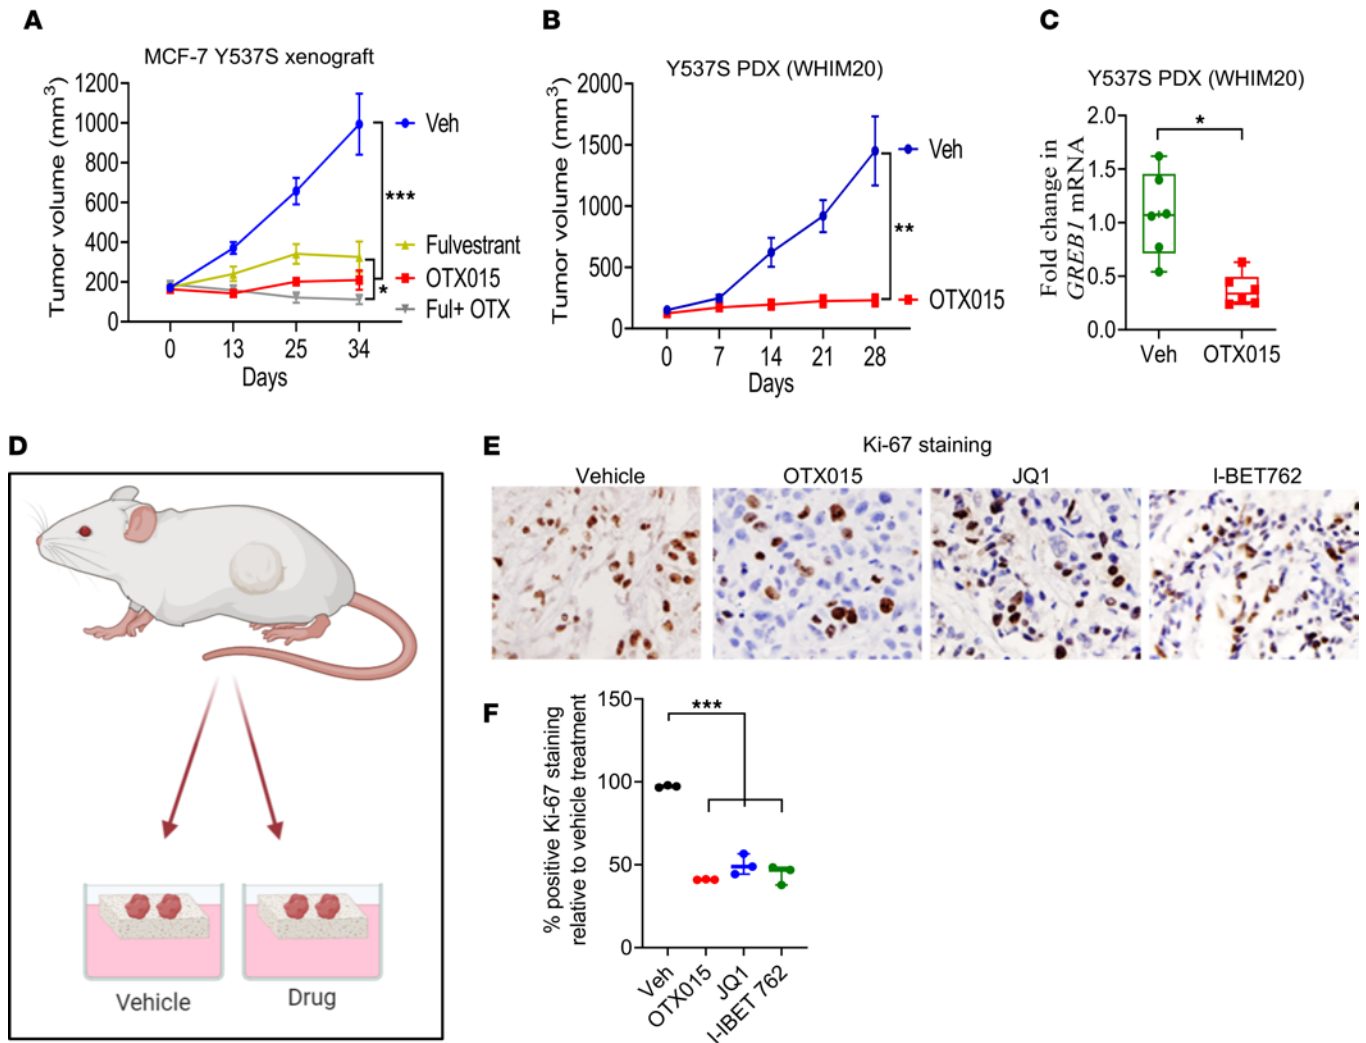 A
MCF-7 Y537S xenograft
Tumor volume (mm3)
1200
1000
800
600
400
200
0
0 13 25 34
Days
Veh
***
Fulvestrant
OTX015
*
Ful+ OTX
B
Y537S PDX (WHIM20)
Tumor volume (mm3)
2000
1500
1000
500
0
0 7 14 21 28
Days
Veh
**
OTX015
C
Y537S PDX (WHIM20)
Fold change in
GREB1 mRNA
2.0
1.5
1.0
0.5
0.0
*
Veh OTX015
D
Vehicle Drug
E
Ki-67 staining
Vehicle OTX015 JQ1 I-BET762
F
% positive Ki-67 staining
relative to vehicle treatment
150
100
50
0
***
Veh
OTX015
JQ1
I-IBET 762